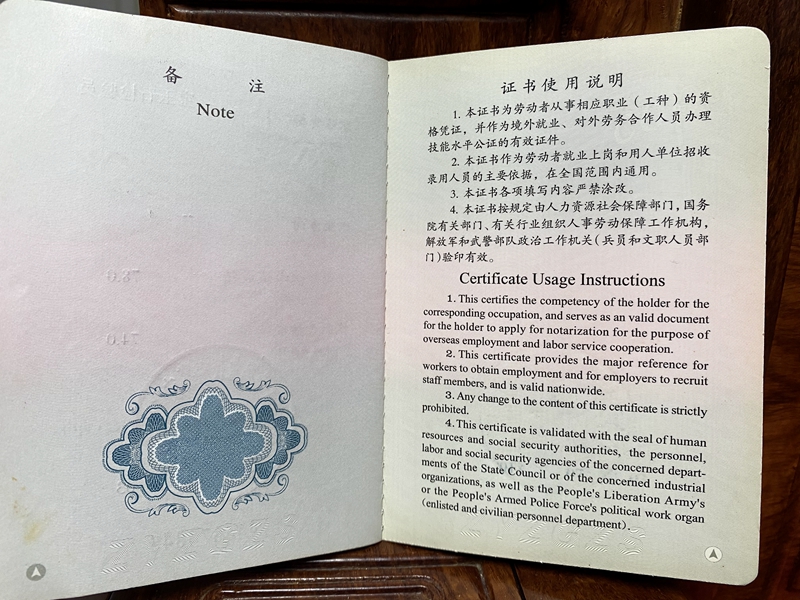 备 注
Note
证书使用说明
1. 本证书为劳动者从事相应职业（工种）的资
格凭证，并作为境外就业、对外劳务合作人员办理
技能水平公证的有效证件。
2. 本证书作为劳动者就业上岗和用人单位招收
录用人员的主要依据，在全国范围内通用。
3. 本证书各项填写内容严禁涂改。
4. 本证书按规定由人力资源社会保障部门，国务
院有关部门、有关行业组织人事劳动保障工作机构，
解放军和武警部队政治工作机关（兵员和文职人员部
门）验印有效。
Certificate Usage Instructions
1. This certifies the competency of the holder for the
corresponding occupation, and serves as an valid document
for the holder to apply for notarization for the purpose of
overseas employment and labor service cooperation.
2. This certificate provides the major reference for
workers to obtain employment and for employers to recruit
staff members, and is valid nationwide.
3. Any change to the content of this certificate is strictly
prohibited.
4. This certificate is validated with the seal of human
resources and social security authorities, the personnel,
labor and social security agencies of the concerned depart-
ments of the State Council or of the concerned industrial
organizations, as well as the People's Liberation Army's
or the People's Armed Police Force's political work organ
(enlisted and civilian personnel department).